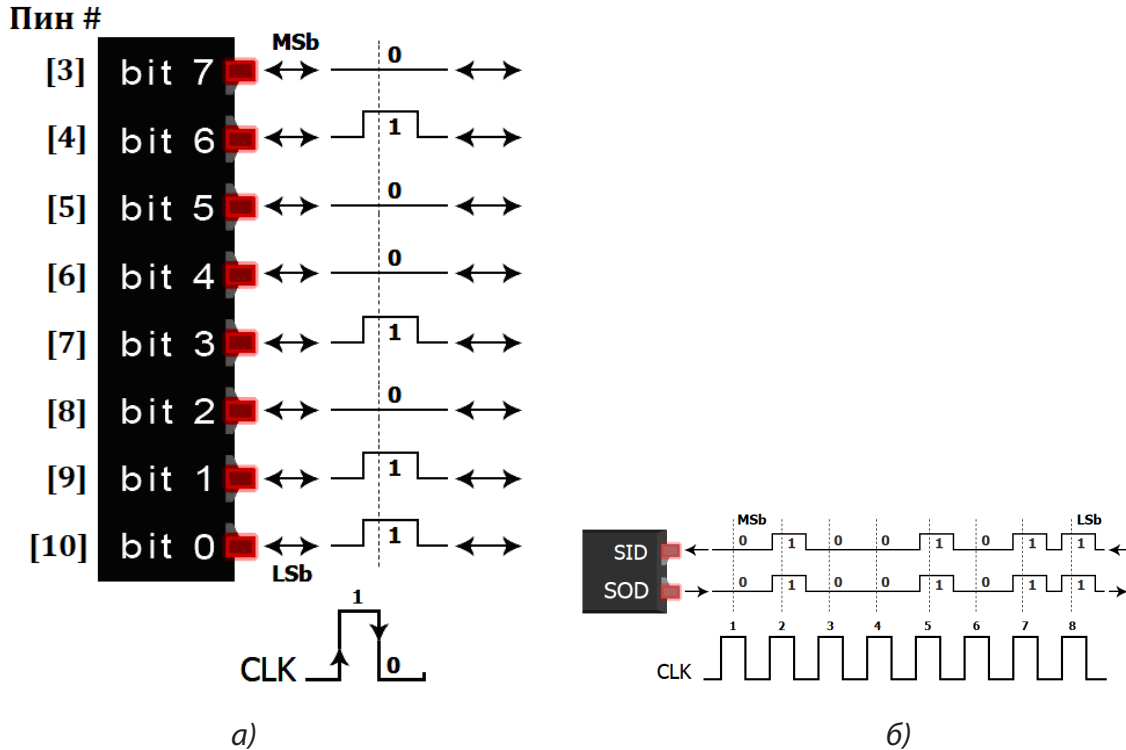 Пин #
MSb
[3] bit 7 0
[4] bit 6 1
[5] bit 5 0
[6] bit 4 0
[7] bit 3 1
[8] bit 2 0
[9] bit 1 1
[10] bit 0 1
LSb
1
CLK 0
а)
MSb LSb
SID 0 1 0 0 1 0 1 1
SOD 0 1 0 0 1 0 1 1
1 2 3 4 5 6 7 8
CLK
б)